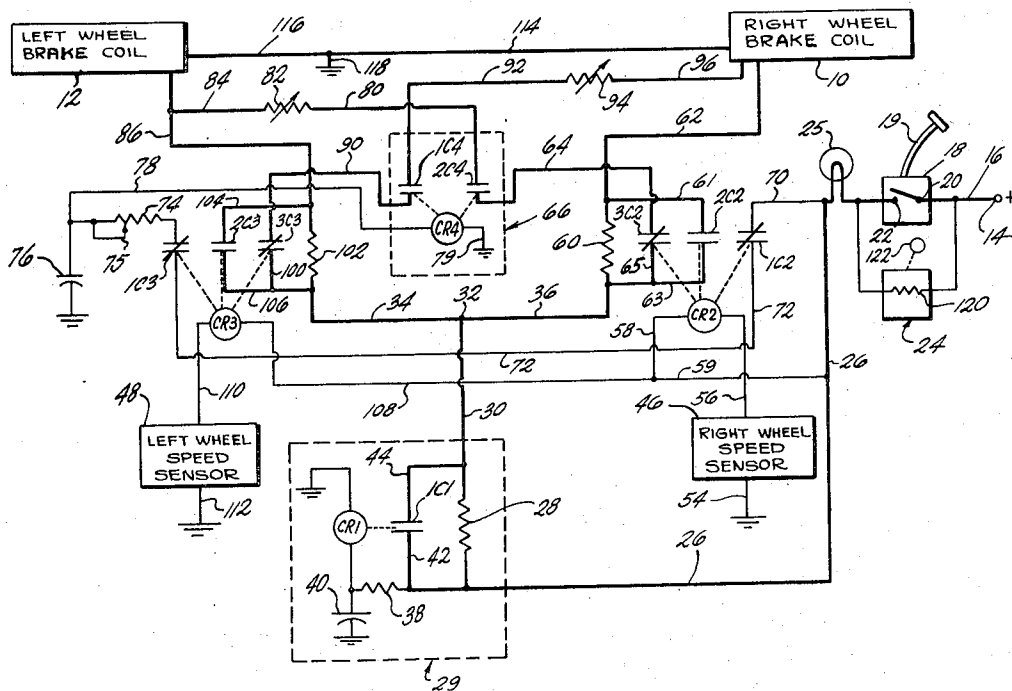 LEFT WHEEL
BRAKE COIL
RIGHT WHEEL
BRAKE COIL
116
114
118
12
10
84
82
80
92
94
96
86
90
1C4
2C4
64
62
25
19
18
16
20
+
14
22
122
120
24
78
104
2C3
3C3
66
61
3C2
2C2
70
74
75
76
1C3
100
102
106
CR4
79
60
65
63
1C2
CR3
34
32
36
CR2
58
72
72
59
26
110
108
30
56
48
46
LEFT WHEEL
SPEED
SENSOR
RIGHT WHEEL
SPEED
SENSOR
112
54
44
1C1
28
CR1
42
26
40
38
29